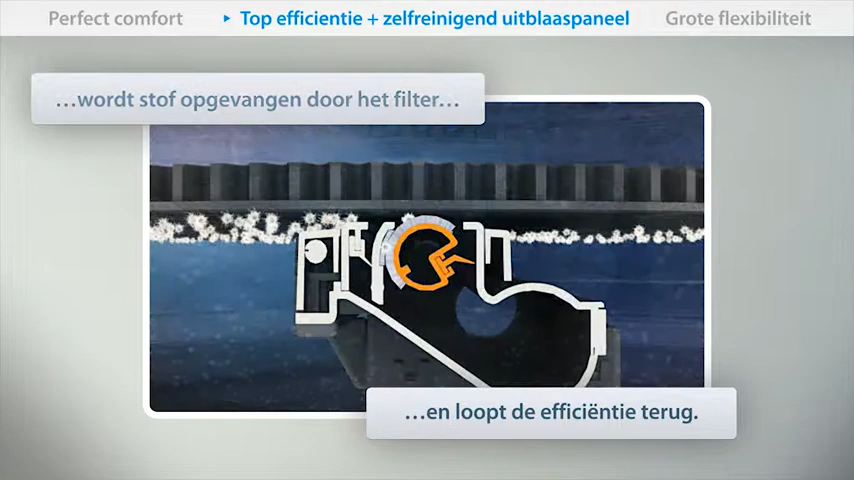 Perfect comfort
Top efficientie + zelfreinigend uitblaaspaneel
Grote flexibiliteit
…wordt stof opgevangen door het filter…
…en loopt de efficiëntie terug.